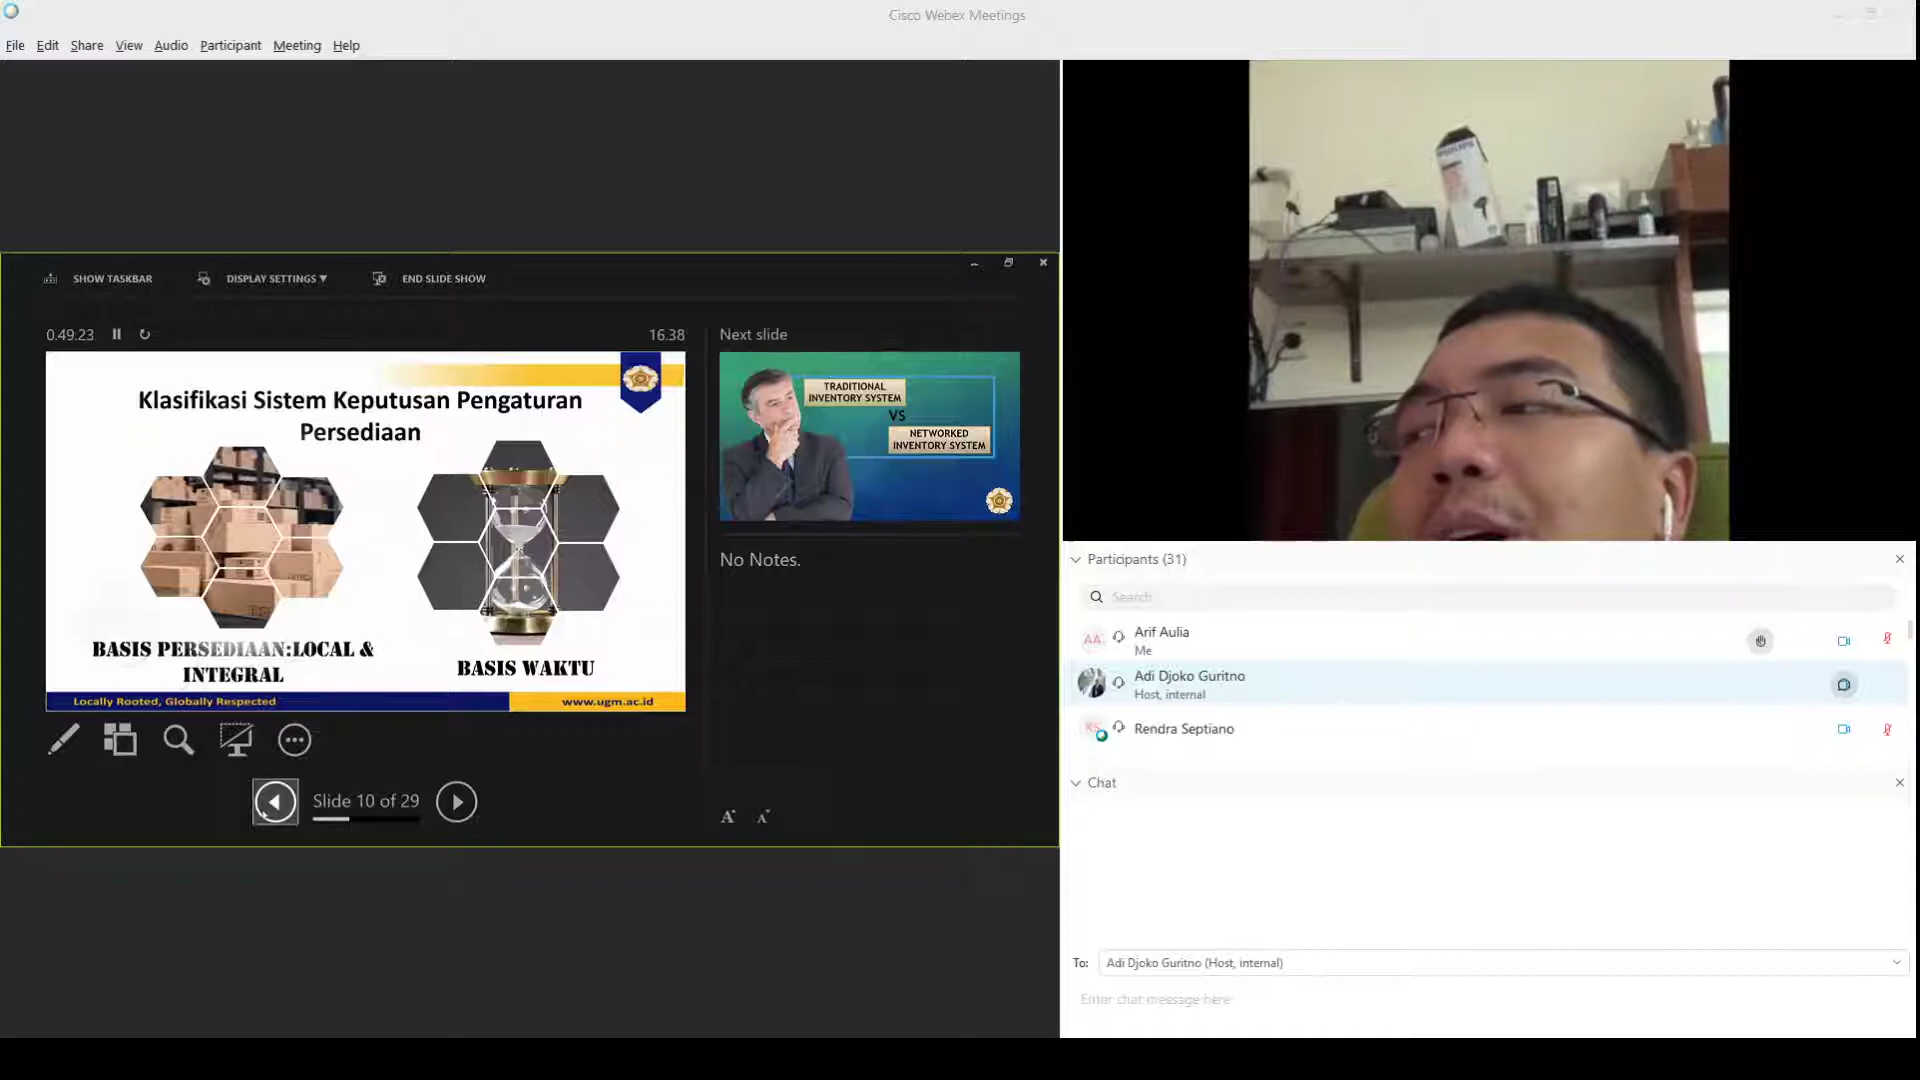 Cisco Webex Meetings
File Edit Share View Audio Participant Meeting Help
SHOW TASKBAR DISPLAY SETTINGS ▼ END SLIDE SHOW
0.49.23 16.38
Klasifikasi Sistem Keputusan Pengaturan
Persediaan
BASIS PERSEDIAAN:LOCAL &
INTEGRAL
BASIS WAKTU
Locally Rooted, Globally Respected www.ugm.ac.id
Slide 10 of 29
Next slide
TRADITIONAL
INVENTORY SYSTEM
VS
NETWORKED
INVENTORY SYSTEM
No Notes.
A A
PHILIPS
Participants (31)
Search
AA Arif Aulia
Me
Adi Djoko Guritno
Host, internal
RS Rendra Septiano
Chat
To: Adi Djoko Guritno (Host, internal)
Enter chat message here